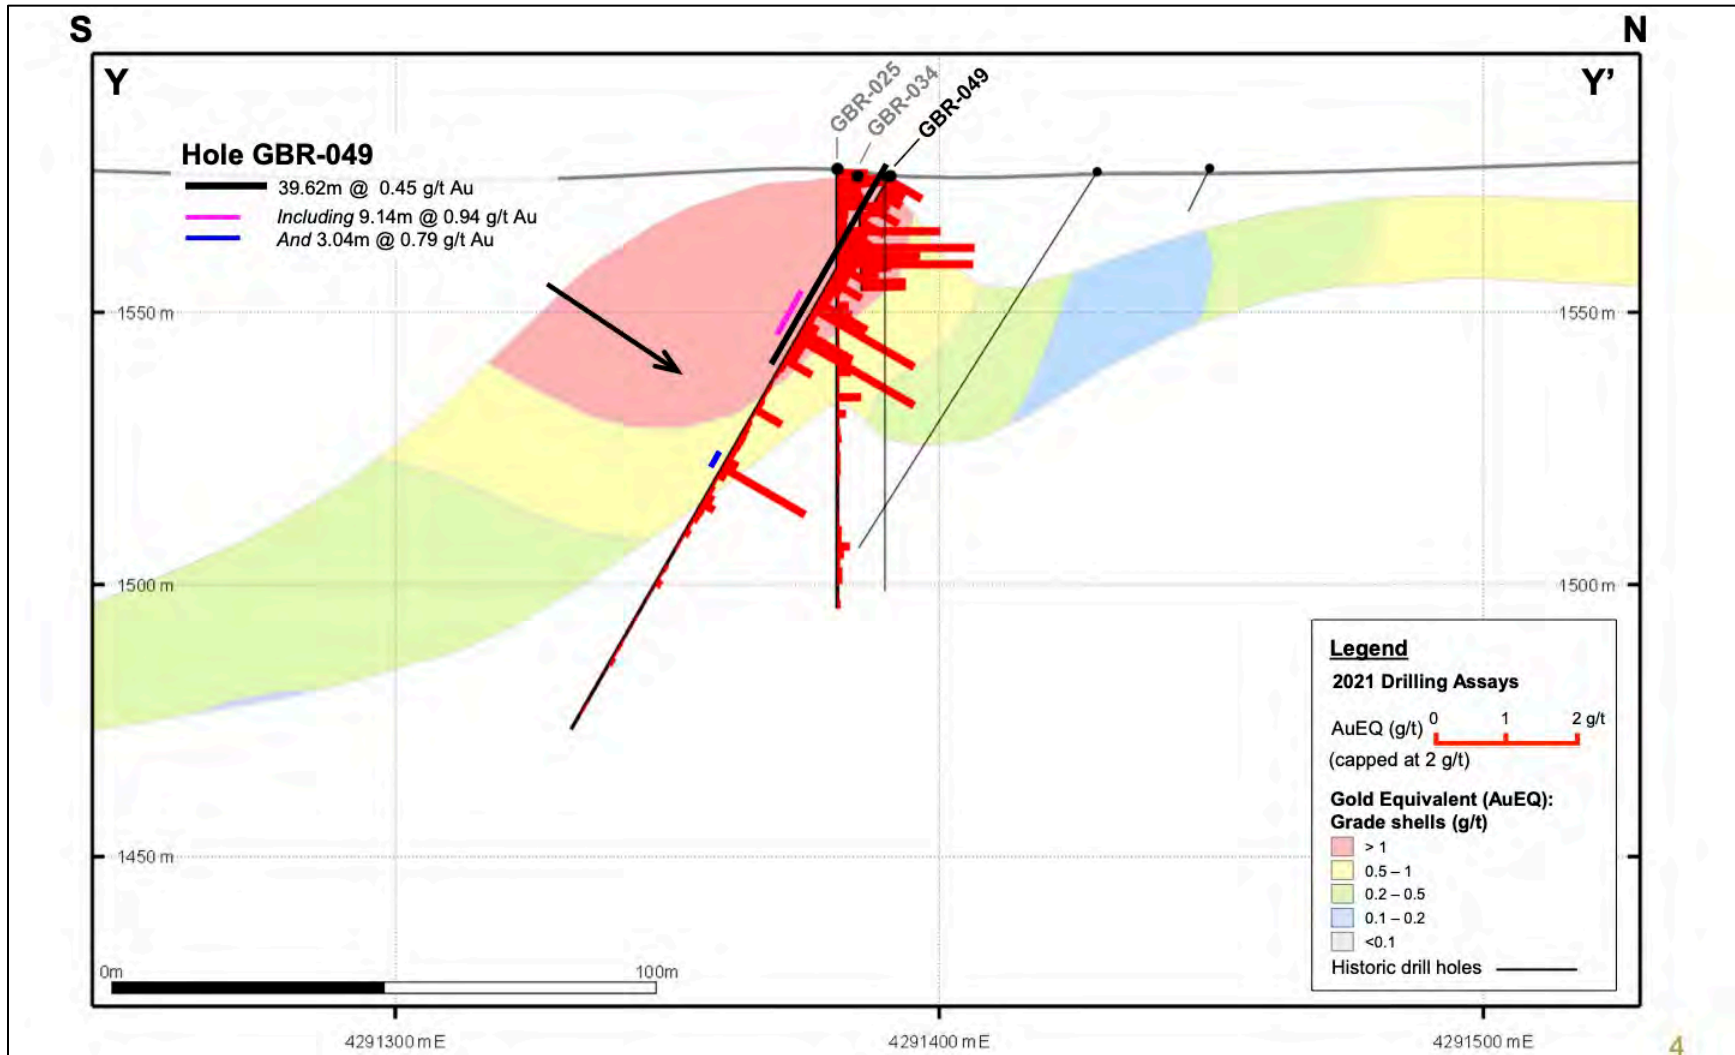 S
N
Y
Y’
GBR-025
GBR-034
GBR-049
Hole GBR-049
39.62m @ 0.45 g/t Au
Including 9.14m @ 0.94 g/t Au
And 3.04m @ 0.79 g/t Au
1550 m
1550 m
1500 m
1500 m
1450 m
Legend
2021 Drilling Assays
AuEQ (g/t) 0 1 2 g/t
(capped at 2 g/t)
Gold Equivalent (AuEQ):
Grade shells (g/t)
> 1
0.5 – 1
0.2 – 0.5
0.1 – 0.2
<0.1
Historic drill holes
0m 100m
4291300 mE
4291400 mE
4291500 mE
4